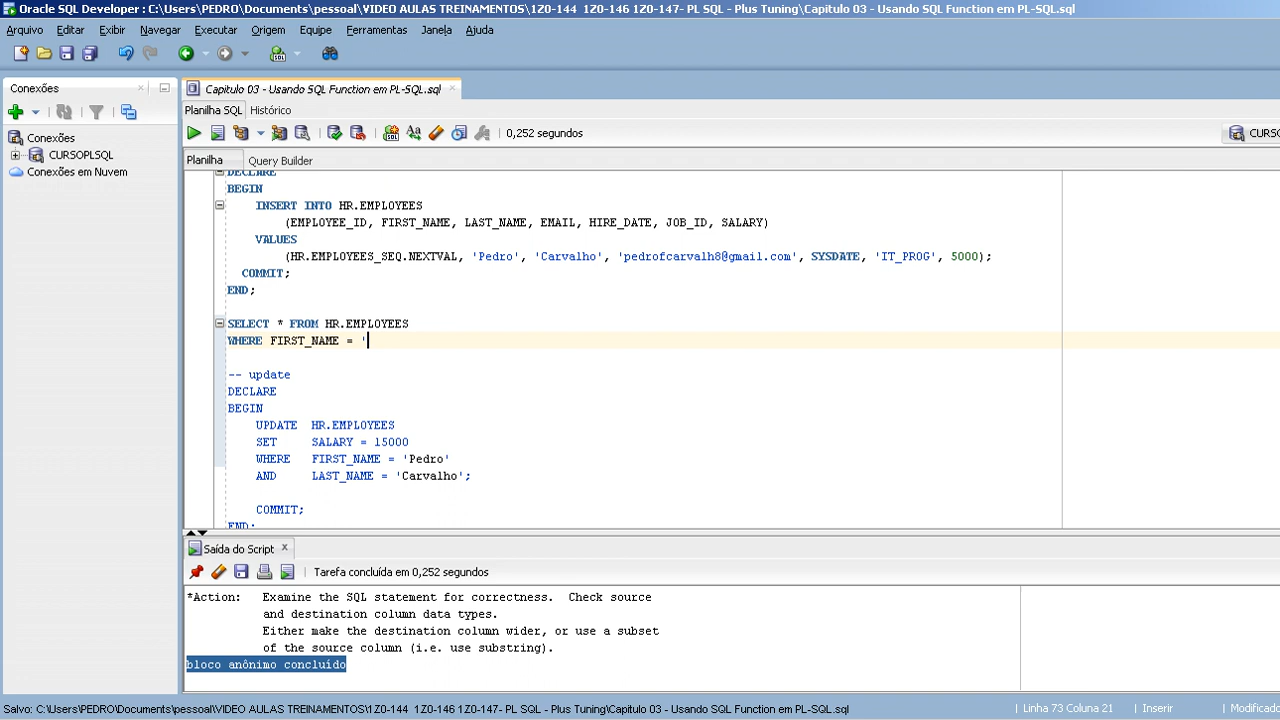 Oracle SQL Developer : C:\Users\PEDRO\Documents\pessoal\VIDEO AULAS TREINAMENTOS\1Z0-144  1Z0-146 1Z0-147- PL SQL - Plus Tuning\Capitulo 03 - Usando SQL Function em PL-SQL.sql
Arquivo Editar Exibir Navegar Executar Origem Equipe Ferramentas Janela Ajuda
Conexões
Capitulo 03 - Usando SQL Function em PL-SQL.sql
Planilha SQL Histórico
0,252 segundos
CURSO
Conexões
CURSOPLSQL
Conexões em Nuvem
Planilha Query Builder
DECLARE
BEGIN
INSERT INTO HR.EMPLOYEES
(EMPLOYEE_ID, FIRST_NAME, LAST_NAME, EMAIL, HIRE_DATE, JOB_ID, SALARY)
VALUES
(HR.EMPLOYEES_SEQ.NEXTVAL, 'Pedro', 'Carvalho', 'pedrofcarvalh8@gmail.com', SYSDATE, 'IT_PROG', 5000);
COMMIT;
END;
SELECT * FROM HR.EMPLOYEES
WHERE FIRST_NAME = '
-- update
DECLARE
BEGIN
UPDATE HR.EMPLOYEES
SET SALARY = 15000
WHERE FIRST_NAME = 'Pedro'
AND LAST_NAME = 'Carvalho';
COMMIT;
END;
Saída do Script
Tarefa concluída em 0,252 segundos
*Action: Examine the SQL statement for correctness.  Check source
and destination column data types.
Either make the destination column wider, or use a subset
of the source column (i.e. use substring).
bloco anônimo concluído
Salvo: C:\Users\PEDRO\Documents\pessoal\VIDEO AULAS TREINAMENTOS\1Z0-144  1Z0-146 1Z0-147- PL SQL - Plus Tuning\Capitulo 03 - Usando SQL Function em PL-SQL.sql
Linha 73 Coluna 21 Inserir Modificado